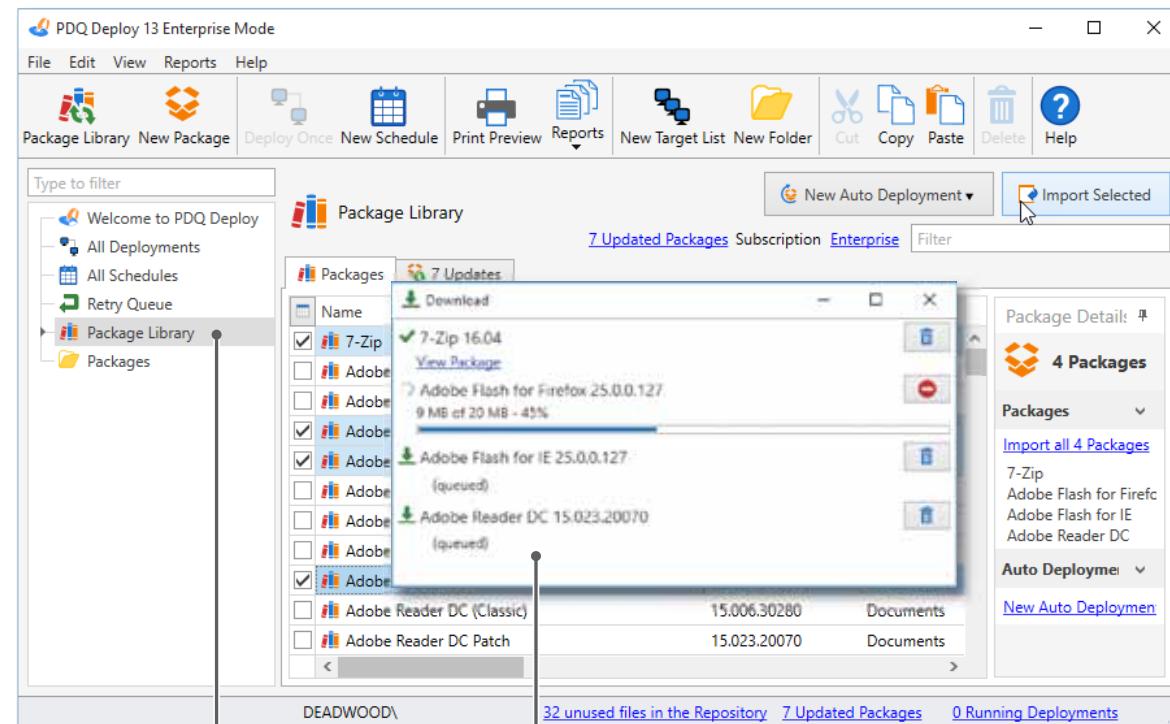 PDQ Deploy 13 Enterprise Mode
File Edit View Reports Help
Package Library New Package Deploy Once New Schedule Print Preview Reports New Target List New Folder Cut Copy Paste Delete Help
Type to filter
Welcome to PDQ Deploy
All Deployments
All Schedules
Retry Queue
Package Library
Packages
Package Library
New Auto Deployment
Import Selected
7 Updated Packages Subscription Enterprise Filter
Packages 7 Updates
Name
7-Zip
Adobe
Adobe
Adobe
Adobe
Adobe
Adobe
Adobe
Adobe
Adobe Reader DC (Classic) 15.006.30280 Documents
Adobe Reader DC Patch 15.023.20070 Documents
Download
7-Zip 16.04
View Package
Adobe Flash for Firefox 25.0.0.127
9 MB of 20 MB - 45%
Adobe Flash for IE 25.0.0.127
(queued)
Adobe Reader DC 15.023.20070
(queued)
Package Details
4 Packages
Packages
Import all 4 Packages
7-Zip
Adobe Flash for Firefc
Adobe Flash for IE
Adobe Reader DC
Auto Deployme
New Auto Deploymen
DEADWOOD\ 32 unused files in the Repository 7 Updated Packages 0 Running Deployments